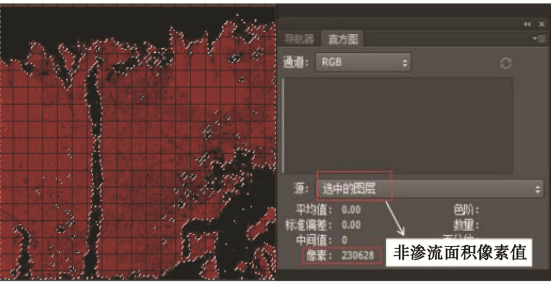 导航器 直方图
通道: RGB
源: 选中的图层
平均值: 0.00 色阶:
标准偏差: 0.00 数量:
中间值: 0
像素: 230628
非渗流面积像素值